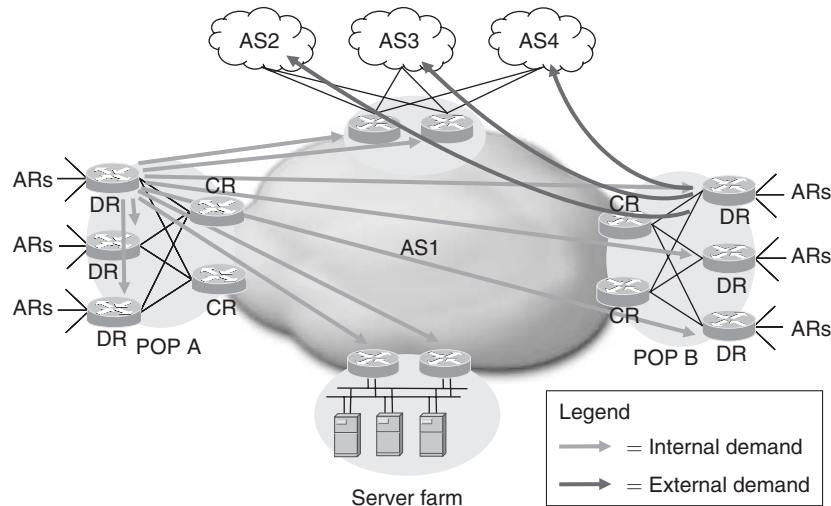 AS2
AS3
AS4
ARs
DR
CR
CR
DR
ARs
ARs
DR
AS1
DR
ARs
ARs
DR
CR
CR
DR
ARs
POP A
POP B
Server farm
Legend
= Internal demand
= External demand